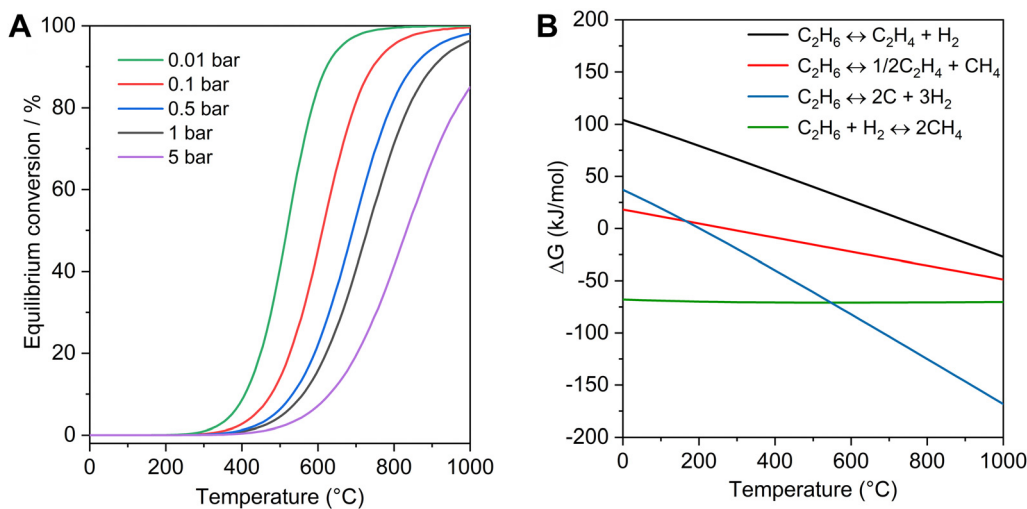 A
100
80
60
40
20
0
Equilibrium conversion / %
0.01 bar
0.1 bar
0.5 bar
1 bar
5 bar
0 200 400 600 800 1000
Temperature (°C)
B
200
150
100
50
0
-50
-100
-150
-200
ΔG (kJ/mol)
C₂H₆ ↔ C₂H₄ + H₂
C₂H₆ ↔ 1/2C₂H₄ + CH₄
C₂H₆ ↔ 2C + 3H₂
C₂H₆ + H₂ ↔ 2CH₄
0 200 400 600 800 1000
Temperature (°C)